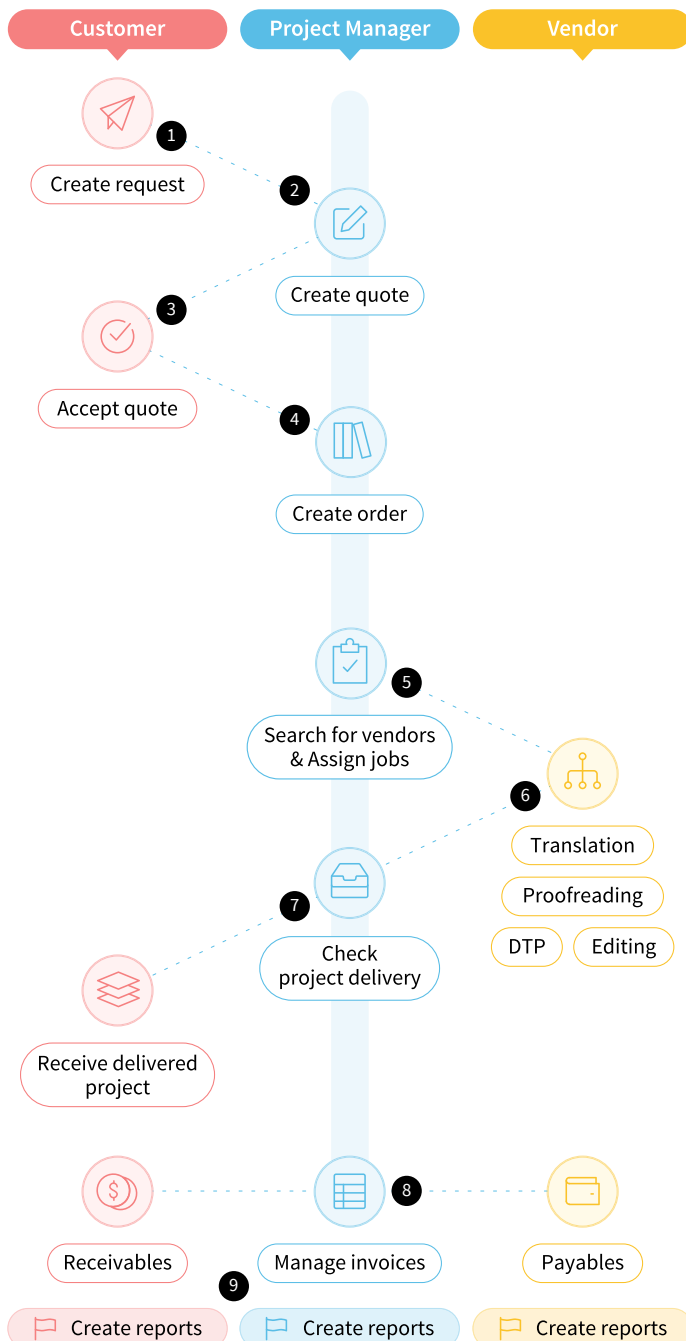 Customer
Project Manager
Vendor
1
Create request
2
Create quote
3
Accept quote
4
Create order
5
Search for vendors
& Assign jobs
6
Translation
Proofreading
DTP
Editing
7
Check
project delivery
Receive delivered
project
$
8
Receivables
Manage invoices
Payables
9
Create reports
Create reports
Create reports